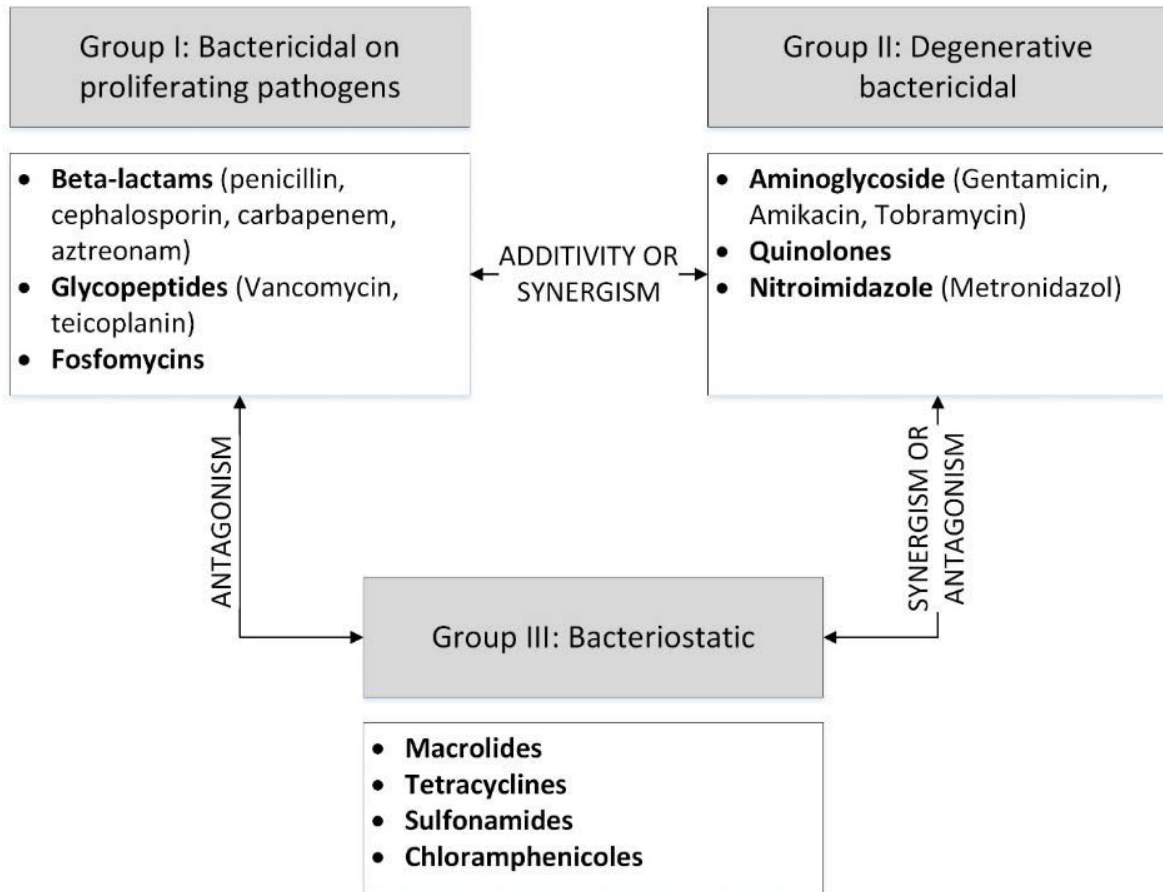 Group I: Bactericidal on
proliferating pathogens
Group II: Degenerative
bactericidal
• Beta-lactams (penicillin,
cephalosporin, carbapenem,
aztreonam)
• Glycopeptides (Vancomycin,
teicoplanin)
• Fosfomycins
ADDITIVITY OR
SYNERGISM
• Aminoglycoside (Gentamicin,
Amikacin, Tobramycin)
• Quinolones
• Nitroimidazole (Metronidazol)
ANTAGONISM
SYNERGISM OR
ANTAGONISM
Group III: Bacteriostatic
• Macrolides
• Tetracyclines
• Sulfonamides
• Chloramphenicoles